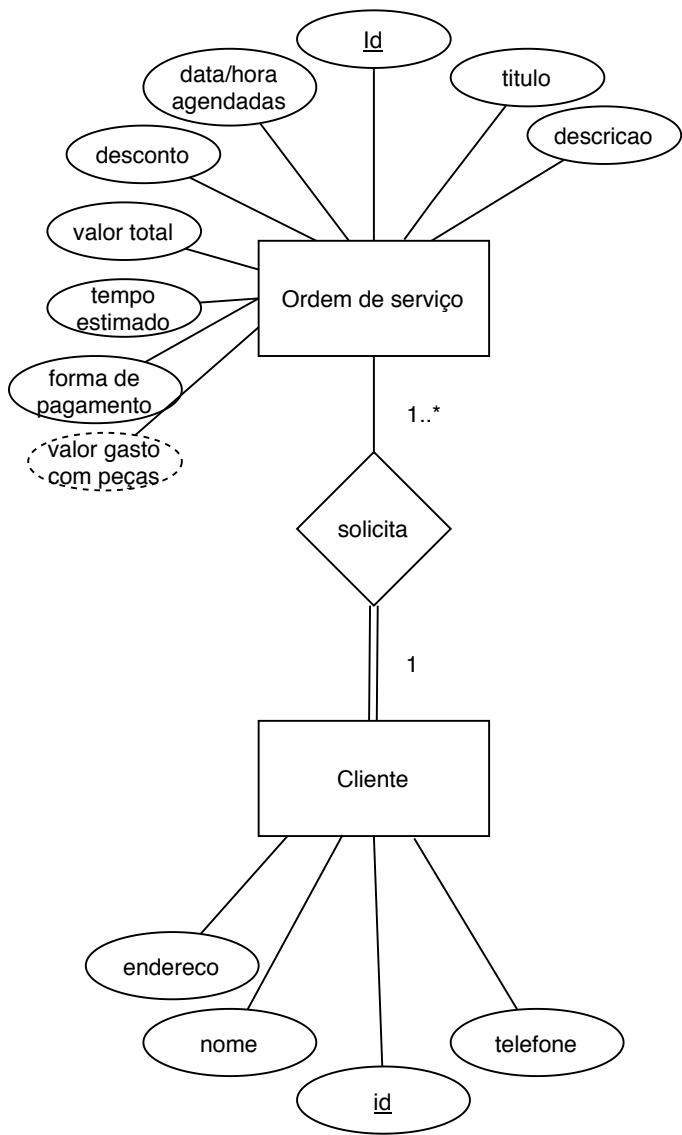 Id
data/hora
agendadas
titulo
descricao
desconto
valor total
tempo
estimado
forma de
pagamento
valor gasto
com peças
Ordem de serviço
1..*
solicita
1
Cliente
endereco
nome
id
telefone